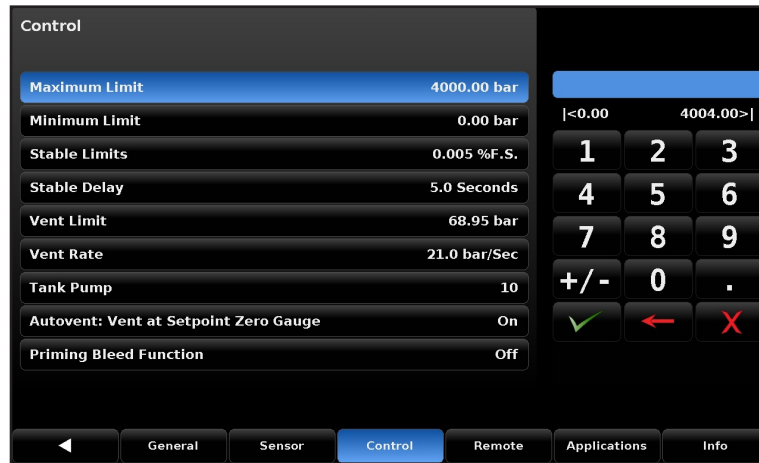 Control
Maximum Limit 4000.00 bar
Minimum Limit 0.00 bar
Stable Limits 0.005 %F.S.
Stable Delay 5.0 Seconds
Vent Limit 68.95 bar
Vent Rate 21.0 bar/Sec
Tank Pump 10
Autovent: Vent at Setpoint Zero Gauge On
Priming Bleed Function Off
|<0.00 4004.00>|
1 2 3
4 5 6
7 8 9
+/- 0 .
X
General Sensor Control Remote Applications Info